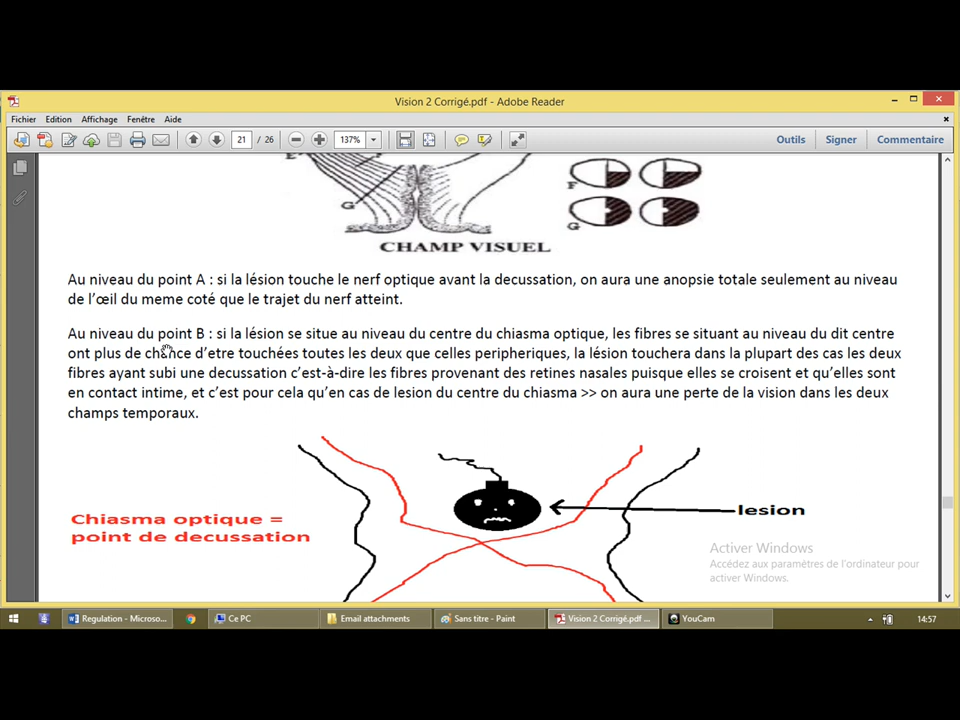 Vision 2 Corrigé.pdf - Adobe Reader
Fichier Edition Affichage Fenêtre Aide
21 / 26 137% Outils Signer Commentaire
E
G
F
G
CHAMP VISUEL
Au niveau du point A : si la lésion touche le nerf optique avant la decussation, on aura une anopsie totale seulement au niveau
de l’œil du meme coté que le trajet du nerf atteint.
Au niveau du point B : si la lésion se situe au niveau du centre du chiasma optique, les fibres se situant au niveau du dit centre
ont plus de chance d’etre touchées toutes les deux que celles peripheriques, la lésion touchera dans la plupart des cas les deux
fibres ayant subi une decussation c’est-à-dire les fibres provenant des retines nasales puisque elles se croisent et qu’elles sont
en contact intime, et c’est pour cela qu’en cas de lesion du centre du chiasma >> on aura une perte de la vision dans les deux
champs temporaux.
Chiasma optique =
point de decussation
lesion
Activer Windows
Accédez aux paramètres de l'ordinateur pour
activer Windows.
Regulation - Microso... Ce PC Email attachments Sans titre - Paint Vision 2 Corrigé.pdf ... YouCam 14:57